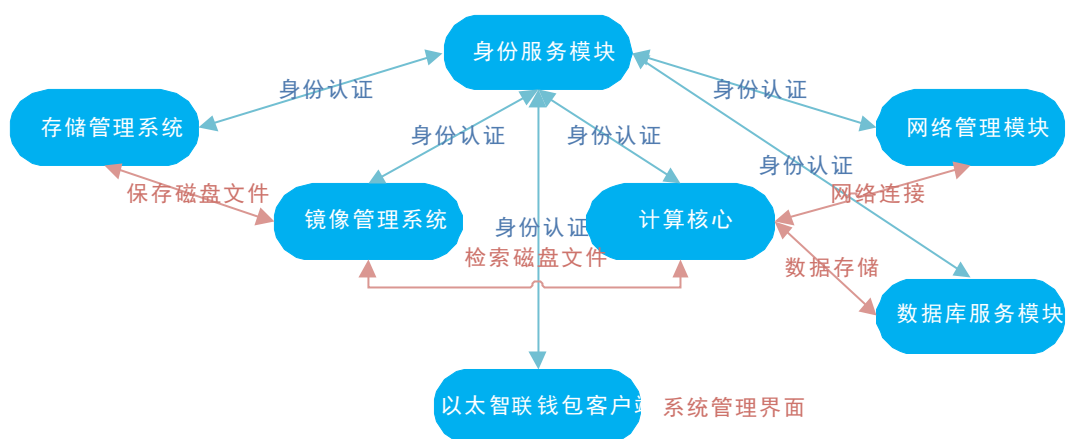 身份服务模块
身份认证
身份认证
存储管理系统
网络管理模块
身份认证
身份认证
身份认证
保存磁盘文件
网络连接
镜像管理系统
计算核心
身份认证
检索磁盘文件
数据存储
数据库服务模块
以太智联钱包客户端
系统管理界面